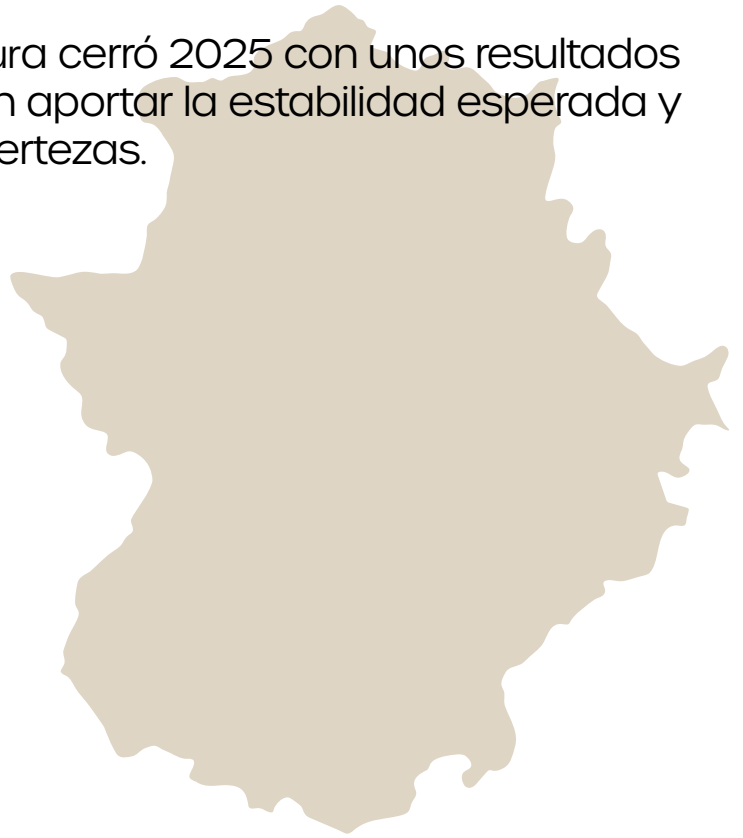 ura cerró 2025 con unos resultados
n aportar la estabilidad esperada y
ertezas.